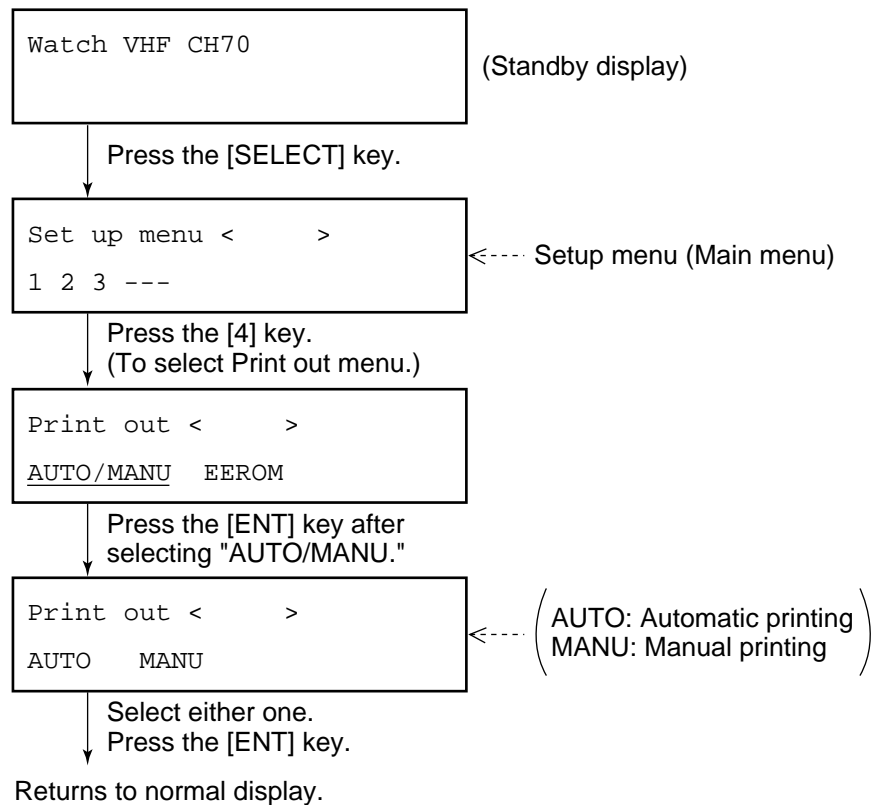 Watch VHF CH70
(Standby display)
Press the [SELECT] key.
Set up menu <      >
1 2 3 ---
Setup menu (Main menu)
Press the [4] key.
(To select Print out menu.)
Print out <      >
AUTO/MANU  EEROM
Press the [ENT] key after
selecting "AUTO/MANU."
Print out <      >
AUTO   MANU
AUTO: Automatic printing
MANU: Manual printing
Select either one.
Press the [ENT] key.
Returns to normal display.